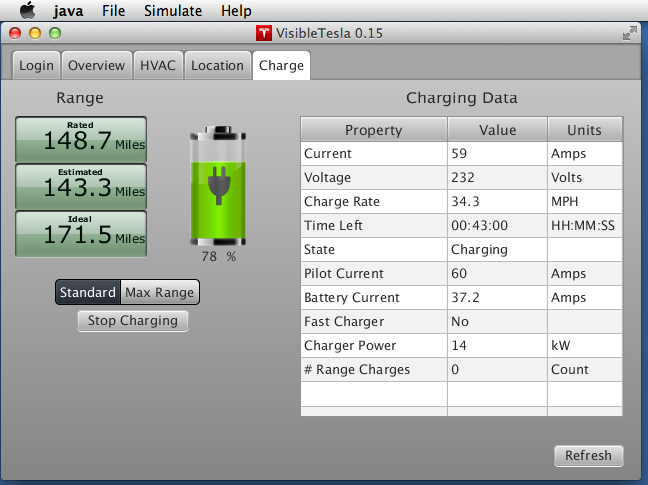 java File Simulate Help
VisibleTesla 0.15
Login Overview HVAC Location Charge
Range
Rated
148.7 Miles
Estimated
143.3 Miles
Ideal
171.5 Miles
78 %
Standard Max Range
Stop Charging
Charging Data
Property Value Units
Current 59 Amps
Voltage 232 Volts
Charge Rate 34.3 MPH
Time Left 00:43:00 HH:MM:SS
State Charging
Pilot Current 60 Amps
Battery Current 37.2 Amps
Fast Charger No
Charger Power 14 kW
# Range Charges 0 Count
Refresh